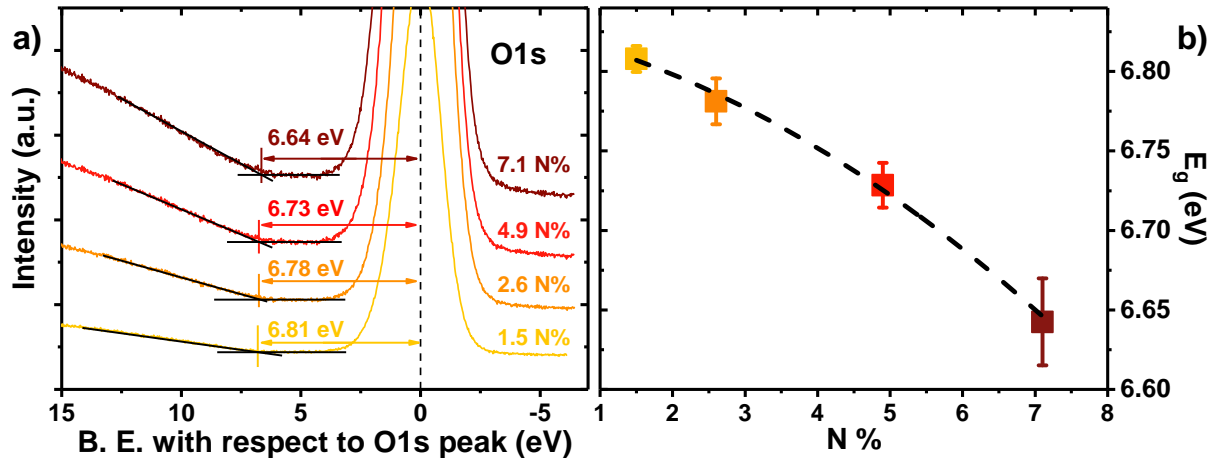 a)
O1s
Intensity (a.u.)
6.64 eV
7.1 N%
6.73 eV
4.9 N%
6.78 eV
2.6 N%
6.81 eV
1.5 N%
15 10 5 0 -5
B. E. with respect to O1s peak (eV)
b)
6.80
6.75
6.70
6.65
6.60
Eg (eV)
1 2 3 4 5 6 7 8
N %